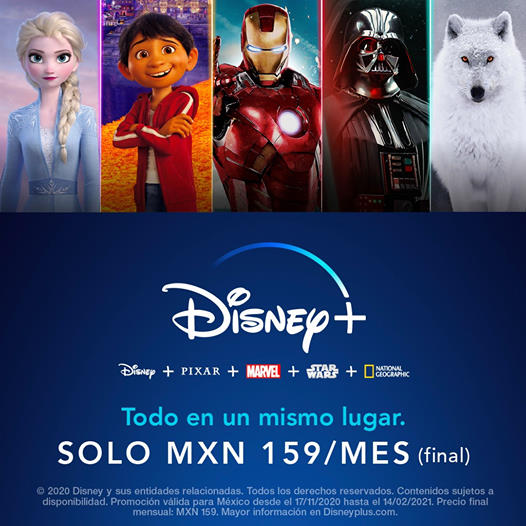 Disney+
Disney + PIXAR + MARVEL + STAR WARS + NATIONAL GEOGRAPHIC
Todo en un mismo lugar.
SOLO MXN 159/MES (final)
© 2020 Disney y sus entidades relacionadas. Todos los derechos reservados. Contenidos sujetos a
disponibilidad. Promoción válida para México desde el 17/11/2020 hasta el 14/02/2021. Precio final
mensual: MXN 159. Mayor información en Disneyplus.com.